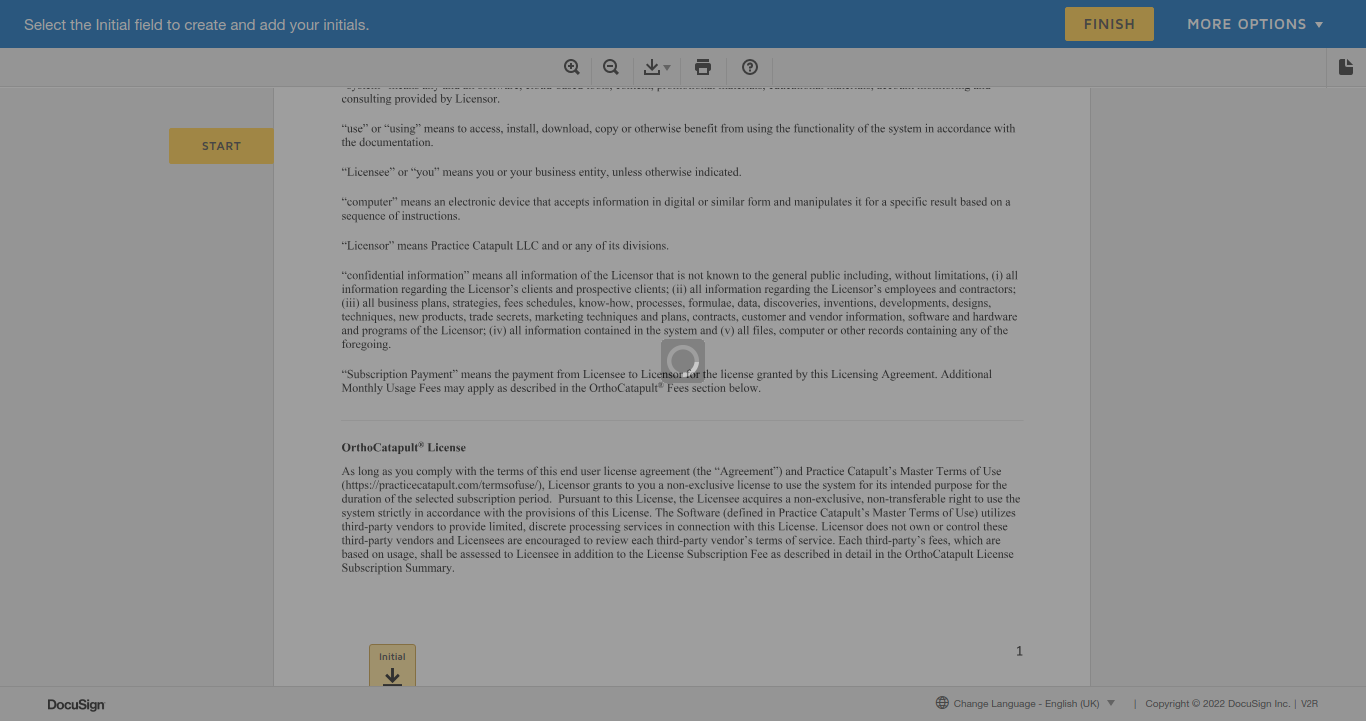 Select the Initial field to create and add your initials.
FINISH
MORE OPTIONS
START
consulting provided by Licensor.
“use” or “using” means to access, install, download, copy or otherwise benefit from using the functionality of the system in accordance with
the documentation.
“Licensee” or “you” means you or your business entity, unless otherwise indicated.
“computer” means an electronic device that accepts information in digital or similar form and manipulates it for a specific result based on a
sequence of instructions.
“Licensor” means Practice Catapult LLC and or any of its divisions.
“confidential information” means all information of the Licensor that is not known to the general public including, without limitations, (i) all
information regarding the Licensor’s clients and prospective clients; (ii) all information regarding the Licensor’s employees and contractors;
(iii) all business plans, strategies, fees schedules, know-how, processes, formulae, data, discoveries, inventions, developments, designs,
techniques, new products, trade secrets, marketing techniques and plans, contracts, customer and vendor information, software and hardware
and programs of the Licensor; (iv) all information contained in the system and (v) all files, computer or other records containing any of the
foregoing.
“Subscription Payment” means the payment from Licensee to Licensor for the license granted by this Licensing Agreement. Additional
Monthly Usage Fees may apply as described in the OrthoCatapult® Fees section below.
OrthoCatapult® License
As long as you comply with the terms of this end user license agreement (the “Agreement”) and Practice Catapult’s Master Terms of Use
(https://practicecatapult.com/termsofuse/), Licensor grants to you a non-exclusive license to use the system for its intended purpose for the
duration of the selected subscription period. Pursuant to this License, the Licensee acquires a non-exclusive, non-transferable right to use the
system strictly in accordance with the provisions of this License. The Software (defined in Practice Catapult’s Master Terms of Use) utilizes
third-party vendors to provide limited, discrete processing services in connection with this License. Licensor does not own or control these
third-party vendors and Licensees are encouraged to review each third-party vendor’s terms of service. Each third-party’s fees, which are
based on usage, shall be assessed to Licensee in addition to the License Subscription Fee as described in detail in the OrthoCatapult License
Subscription Summary.
1
Initial
DocuSign
Change Language - English (UK) | Copyright © 2022 DocuSign Inc. | V2R